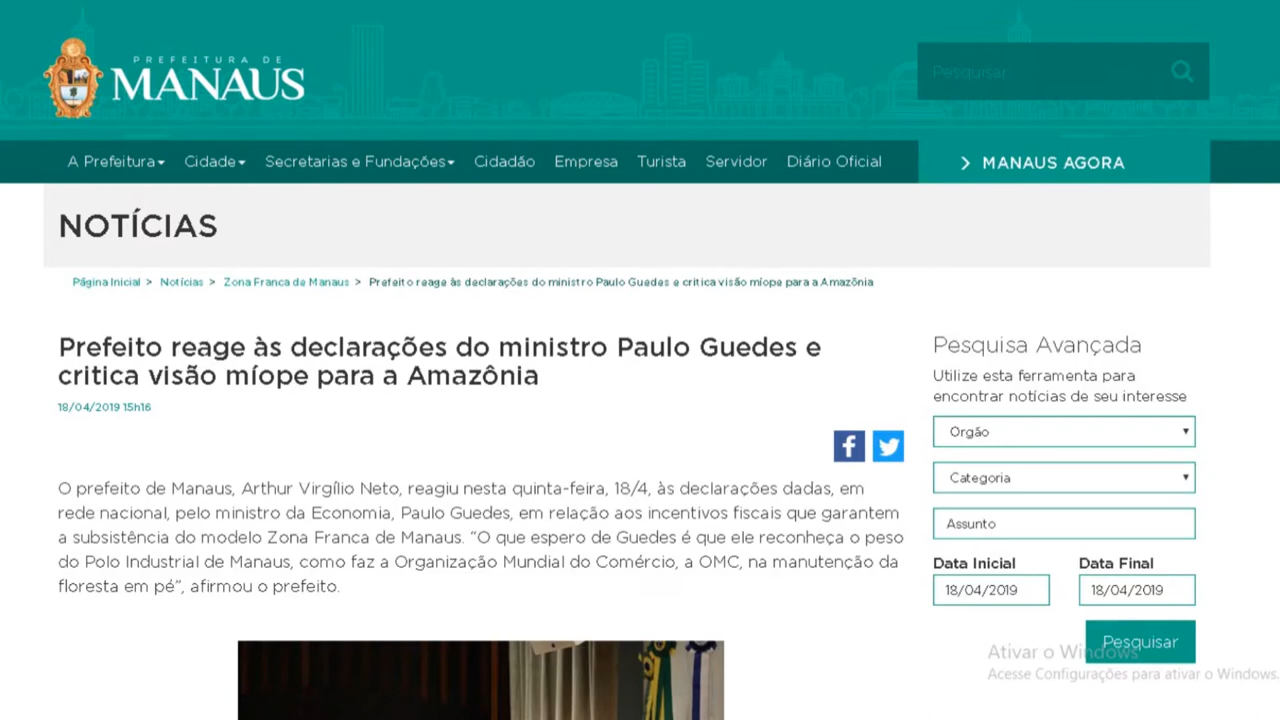 PREFEITURA DE
MANAUS
Pesquisar
A Prefeitura Cidade Secretarias e Fundações Cidadão Empresa Turista Servidor Diário Oficial
> MANAUS AGORA
NOTÍCIAS
Página Inicial > Notícias > Zona Franca de Manaus > Prefeito reage às declarações do ministro Paulo Guedes e critica visão míope para a Amazônia
Prefeito reage às declarações do ministro Paulo Guedes e
critica visão míope para a Amazônia
18/04/2019 15h16
O prefeito de Manaus, Arthur Virgílio Neto, reagiu nesta quinta-feira, 18/4, às declarações dadas, em
rede nacional, pelo ministro da Economia, Paulo Guedes, em relação aos incentivos fiscais que garantem
a subsistência do modelo Zona Franca de Manaus. “O que espero de Guedes é que ele reconheça o peso
do Polo Industrial de Manaus, como faz a Organização Mundial do Comércio, a OMC, na manutenção da
floresta em pé”, afirmou o prefeito.
Pesquisa Avançada
Utilize esta ferramenta para
encontrar notícias de seu interesse
Orgão
Categoria
Assunto
Data Inicial Data Final
18/04/2019 18/04/2019
Pesquisar
Ativar o Windows
Acesse Configurações para ativar o Windows.